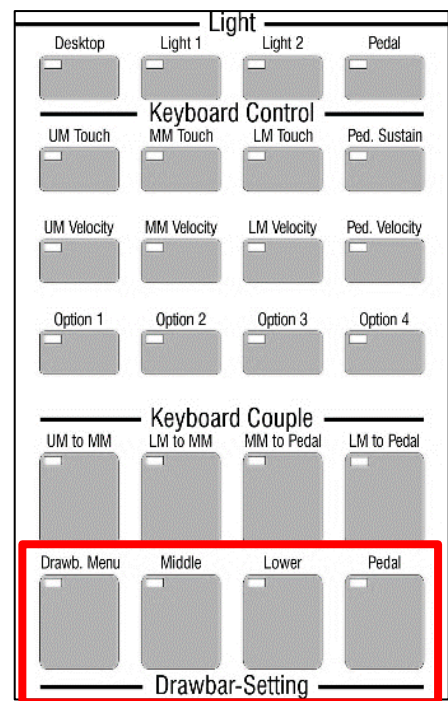 Light
Desktop Light 1 Light 2 Pedal
Keyboard Control
UM Touch MM Touch LM Touch Ped. Sustain
UM Velocity MM Velocity LM Velocity Ped. Velocity
Option 1 Option 2 Option 3 Option 4
Keyboard Couple
UM to MM LM to MM MM to Pedal LM to Pedal
Drawb. Menu Middle Lower Pedal
Drawbar-Setting